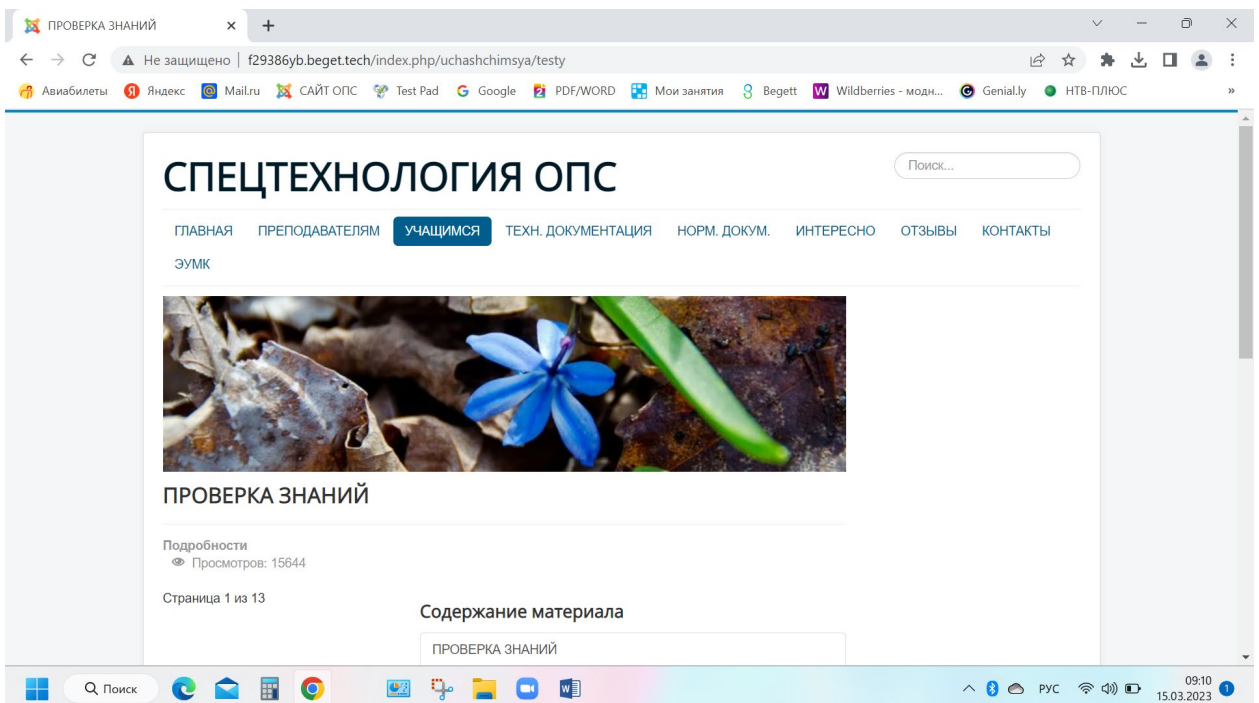 ПРОВЕРКА ЗНАНИЙ
Не защищено | f29386yb.beget.tech/index.php/uchashchimsya/testy
Авиабилеты Яндекс Mail.ru САЙТ ОПС Test Pad Google PDF/WORD Мои занятия Begett Wildberries - модн... Genial.ly НТВ-ПЛЮС »
СПЕЦТЕХНОЛОГИЯ ОПС
Поиск...
ГЛАВНАЯ ПРЕПОДАВАТЕЛЯМ УЧАЩИМСЯ ТЕХН. ДОКУМЕНТАЦИЯ НОРМ. ДОКУМ. ИНТЕРЕСНО ОТЗЫВЫ КОНТАКТЫ
ЭУМК
ПРОВЕРКА ЗНАНИЙ
Подробности
Просмотров: 15644
Страница 1 из 13
Содержание материала
ПРОВЕРКА ЗНАНИЙ
Поиск
РУС
09:10
15.03.2023
1